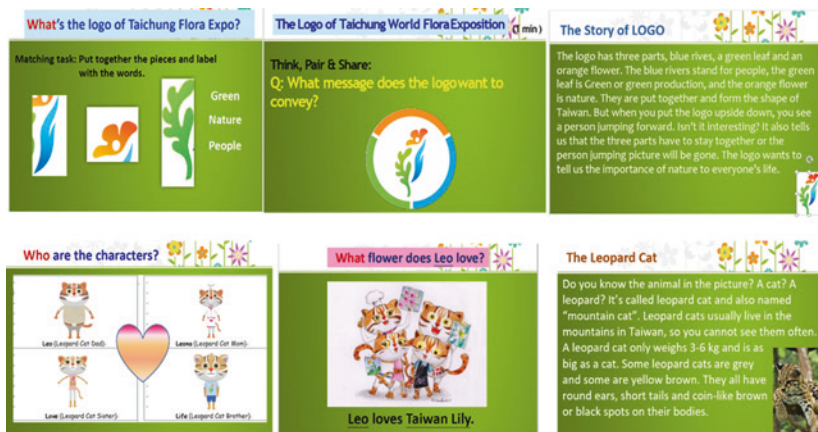 What's the logo of Taichung Flora Expo?
Matching task: Put together the pieces and label
with the words.
Green
Nature
People
The Logo of Taichung World Flora Exposition
(1 min)
Think, Pair & Share:
Q: What message does the logo want to
convey?
The Story of LOGO
The logo has three parts, blue rives, a green leaf and an
orange flower. The blue rivers stand for people, the green
leaf is Green or green production, and the orange flower
is nature. They are put together and form the shape of
Taiwan. But when you put the logo upside down, you see
a person jumping forward. Isn't it interesting? It also tells
us that the three parts have to stay together or the
person jumping picture will be gone. The logo wants to
tell us the importance of nature to everyone's life.
Who are the characters?
Leo (Leopard Cat Dad)
Leona (Leopard Cat Mom)
Love (Leopard Cat Sister)
Life (Leopard Cat Brother)
What flower does Leo love?
Leo loves Taiwan Lily.
The Leopard Cat
Do you know the animal in the picture? A cat? A
leopard? It's called leopard cat and also named
"mountain cat". Leopard cats usually live in the
mountains in Taiwan, so you cannot see them often.
A leopard cat only weighs 3-6 kg and is as
big as a cat. Some leopard cats are grey
and some are yellow brown. They all have
round ears, short tails and coin-like brown
or black spots on their bodies.